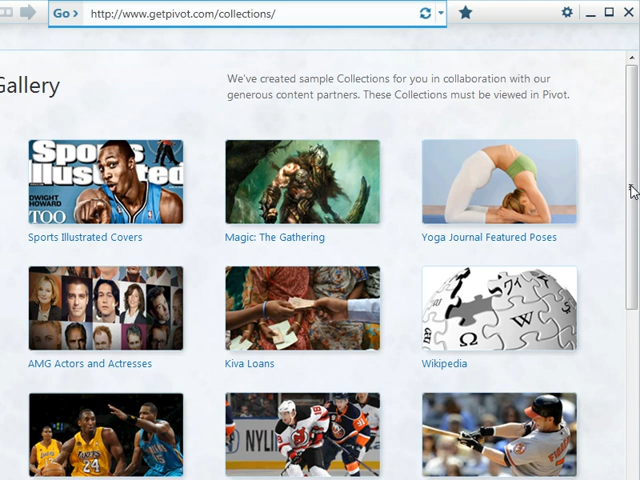 Go
http://www.getpivot.com/collections/
Gallery
We've created sample Collections for you in collaboration with our
generous content partners. These Collections must be viewed in Pivot.
Sports
Illustrated
DWIGHT
HOWARD
TOO
Sports Illustrated Covers
Magic: The Gathering
Yoga Journal Featured Poses
W
Ω
AMG Actors and Actresses
Kiva Loans
Wikipedia
24
NYLI
18